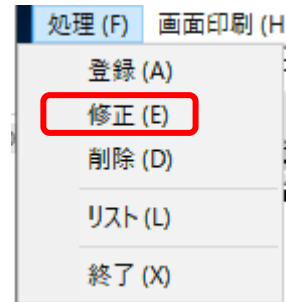 処理 (F) 画面印刷 (H
登録 (A)
修正 (E)
削除 (D)
リスト (L)
終了 (X)